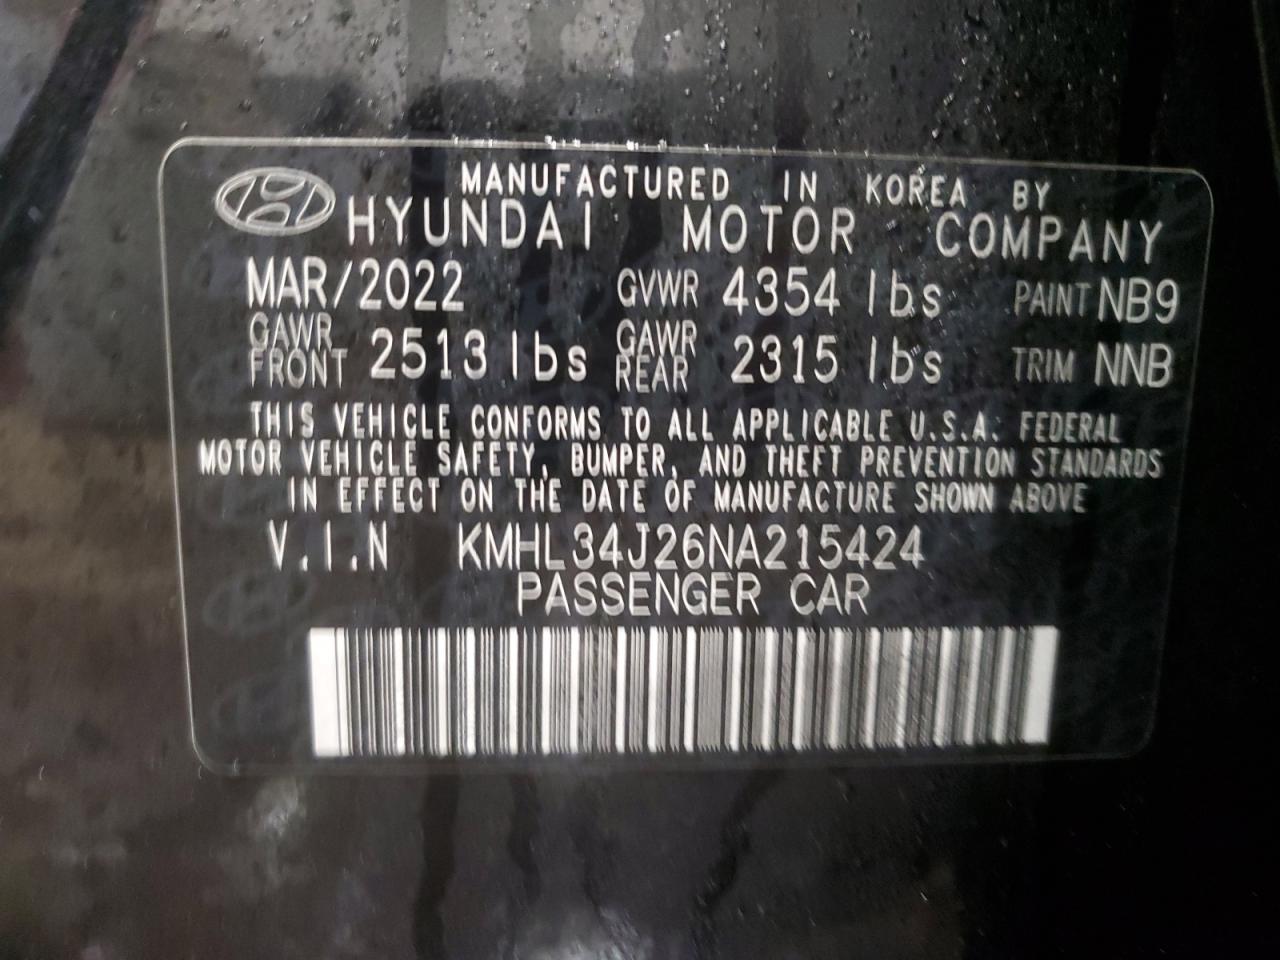 MANUFACTURED IN KOREA BY
HYUNDAI MOTOR COMPANY
MAR/2022 GVWR 4354 lbs PAINT NB9
GAWR FRONT 2513 lbs GAWR REAR 2315 lbs TRIM NNB
THIS VEHICLE CONFORMS TO ALL APPLICABLE U.S.A. FEDERAL
MOTOR VEHICLE SAFETY, BUMPER, AND THEFT PREVENTION STANDARDS
IN EFFECT ON THE DATE OF MANUFACTURE SHOWN ABOVE
V.I.N KMHL34J26NA215424
PASSENGER CAR